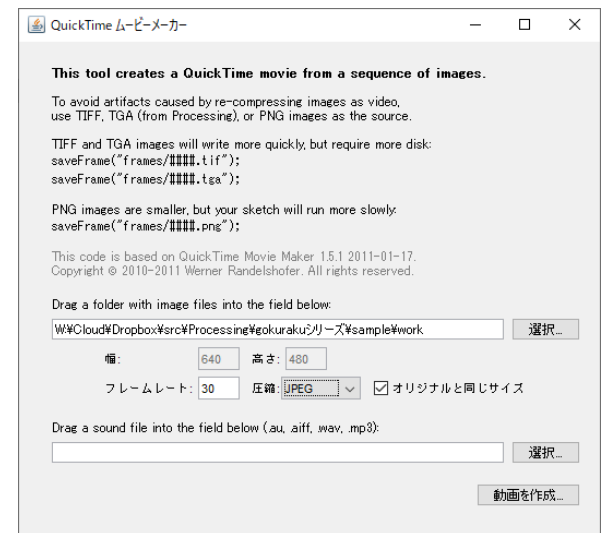 QuickTime ムービーメーカー
This tool creates a QuickTime movie from a sequence of images.
To avoid artifacts caused by re-compressing images as video,
use TIFF, TGA (from Processing), or PNG images as the source.
TIFF and TGA images will write more quickly, but require more disk:
saveFrame("frames/####.tif");
saveFrame("frames/####.tga");
PNG images are smaller, but your sketch will run more slowly:
saveFrame("frames/####.png");
This code is based on QuickTime Movie Maker 1.5.1 2011-01-17.
Copyright © 2010-2011 Werner Randelshofer. All rights reserved.
Drag a folder with image files into the field below:
W:¥Cloud¥Dropbox¥src¥Processing¥gokurakuシリーズ¥sample¥work 選択...
幅: 640 高さ: 480
フレームレート: 30 圧縮: JPEG オリジナルと同じサイズ
Drag a sound file into the field below (.au, .aiff, .wav, .mp3):
選択...
動画を作成...